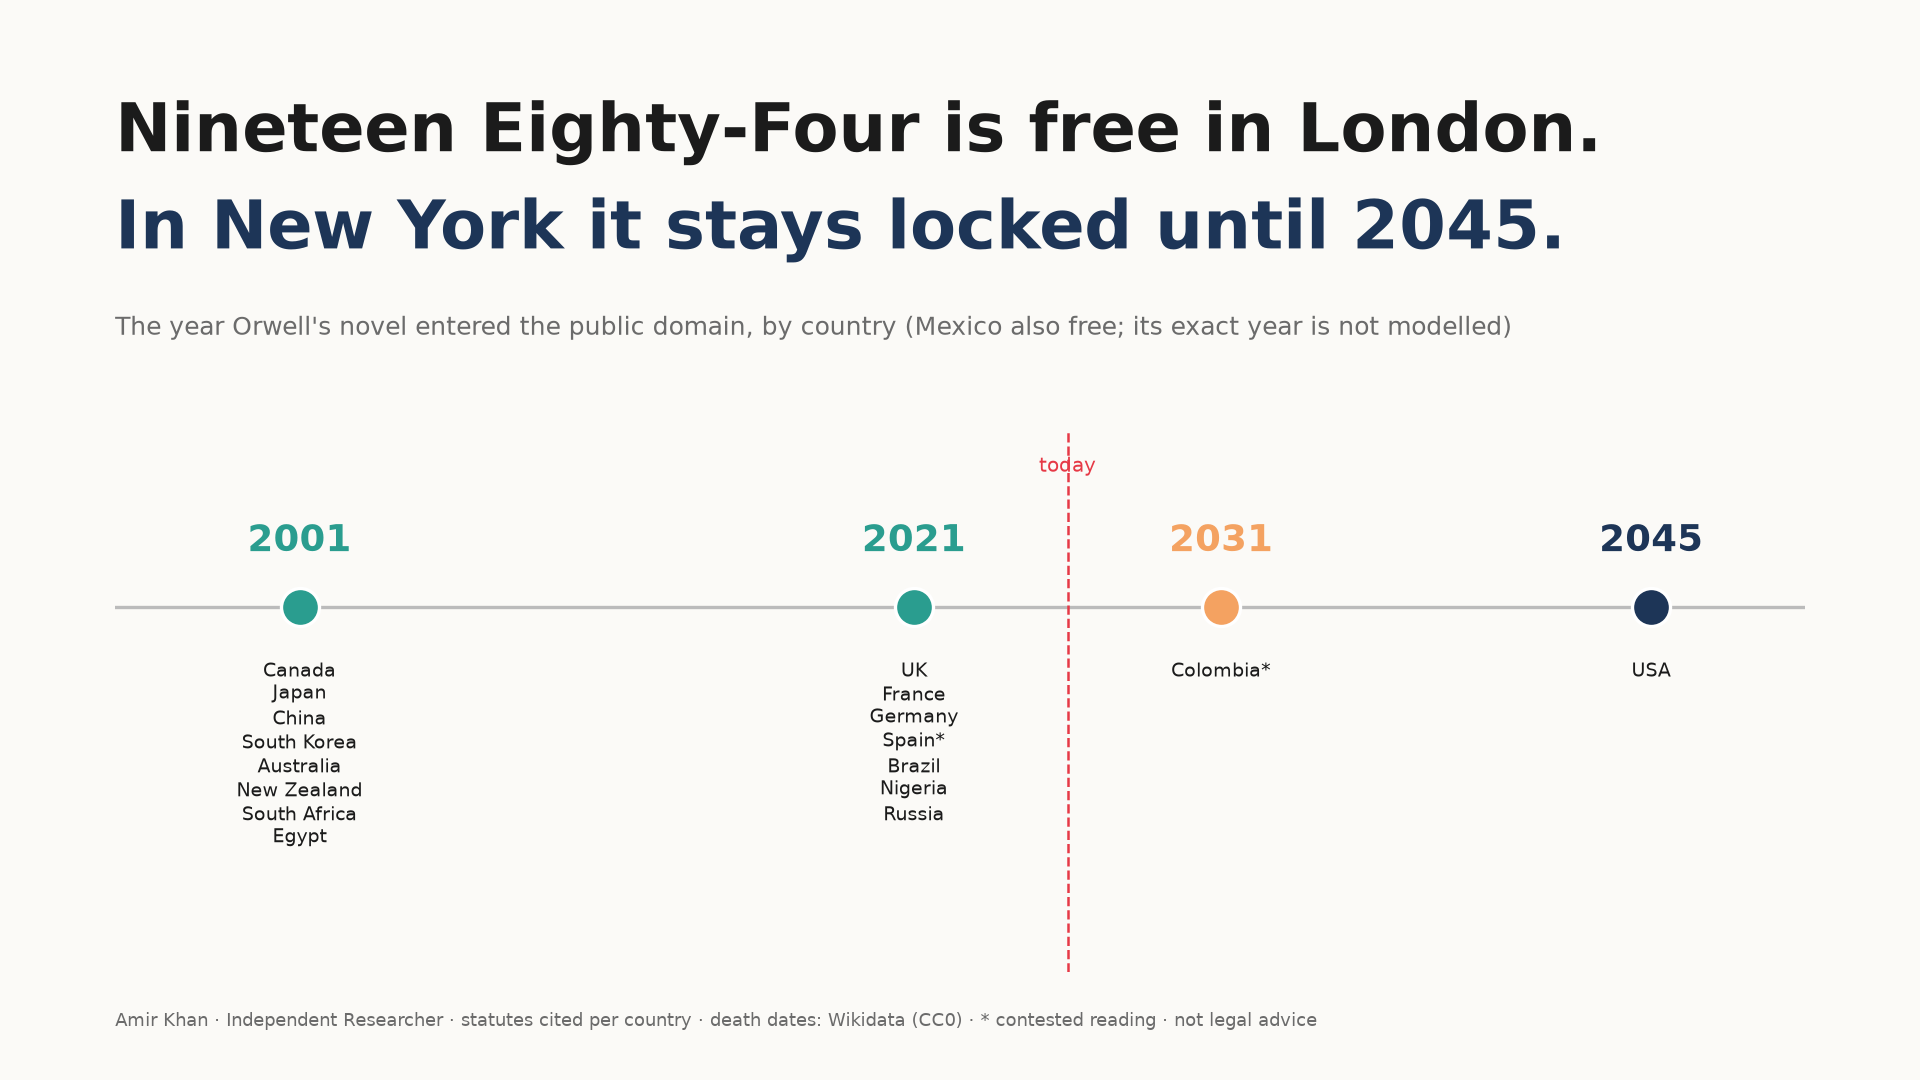 Nineteen Eighty-Four is free in London.
In New York it stays locked until 2045.
The year Orwell's novel entered the public domain, by country (Mexico also free; its exact year is not modelled)
today
2001
2021
2031
2045
Canada
Japan
China
South Korea
Australia
New Zealand
South Africa
Egypt
UK
France
Germany
Spain*
Brazil
Nigeria
Russia
Colombia*
USA
Amir Khan · Independent Researcher · statutes cited per country · death dates: Wikidata (CC0) · * contested reading · not legal advice